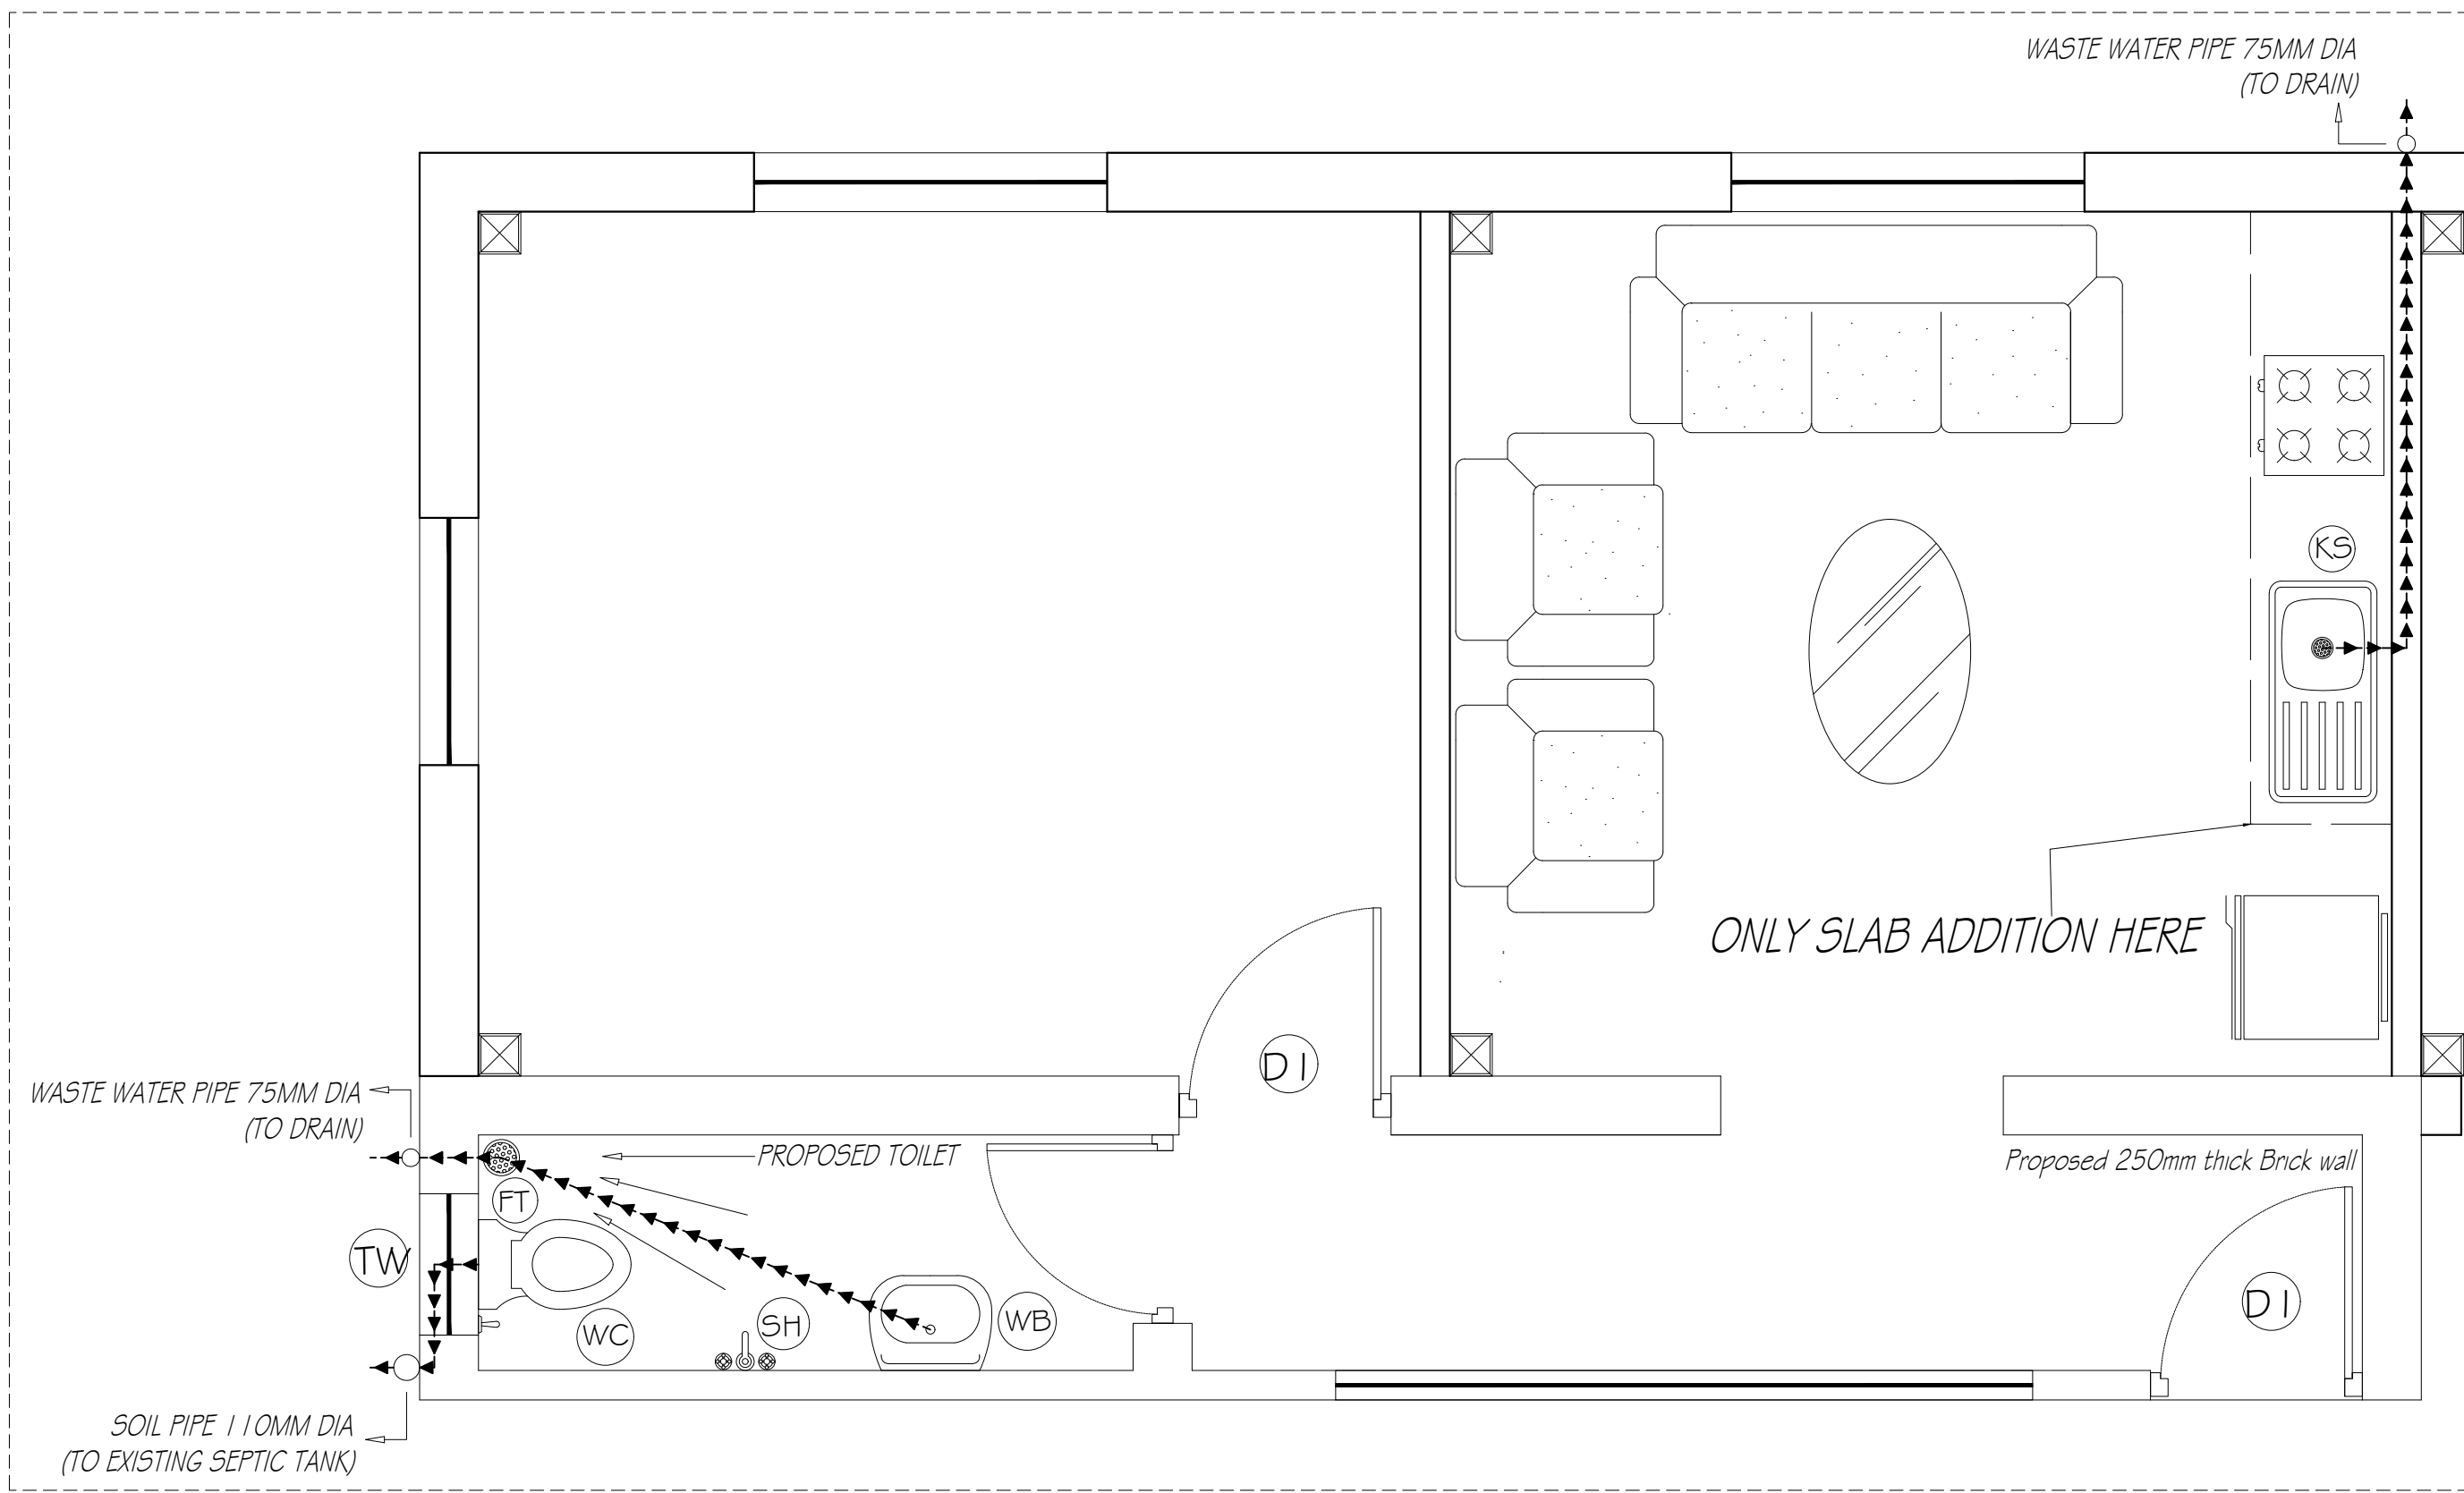 WASTE WATER PIPE 75MM DIA
(TO DRAIN)
KS
ONLY SLAB ADDITION HERE
D1
WASTE WATER PIPE 75MM DIA
(TO DRAIN)
PROPOSED TOILET
Proposed 250mm thick Brick wall
FT
TW
D1
SH
WB
WC
SOIL PIPE 110MM DIA
(TO EXISTING SEPTIC TANK)